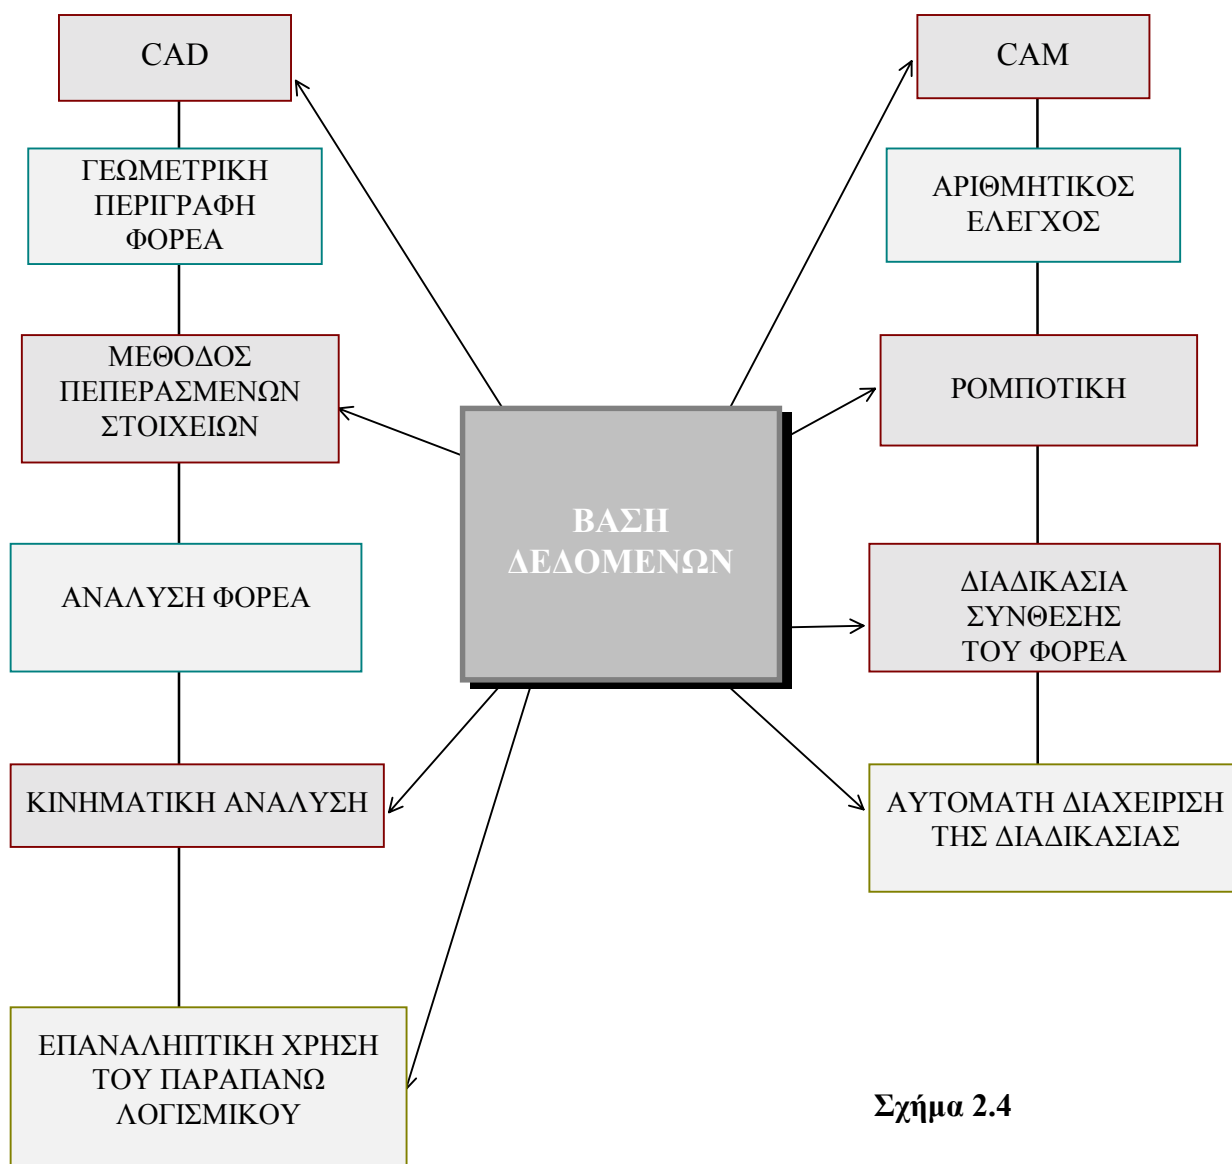 CAD
ΓΕΩΜΕΤΡΙΚΗ
ΠΕΡΙΓΡΑΦΗ
ΦΟΡΕΑ
ΜΕΘΟΔΟΣ
ΠΕΠΕΡΑΣΜΕΝΩΝ
ΣΤΟΙΧΕΙΩΝ
ΑΝΑΛΥΣΗ ΦΟΡΕΑ
ΚΙΝΗΜΑΤΙΚΗ ΑΝΑΛΥΣΗ
ΕΠΑΝΑΛΗΠΤΙΚΗ ΧΡΗΣΗ
ΤΟΥ ΠΑΡΑΠΑΝΩ
ΛΟΓΙΣΜΙΚΟΥ
ΒΑΣΗ
ΔΕΔΟΜΕΝΩΝ
CAM
ΑΡΙΘΜΗΤΙΚΟΣ
ΕΛΕΓΧΟΣ
ΡΟΜΠΟΤΙΚΗ
ΔΙΑΔΙΚΑΣΙΑ
ΣΥΝΘΕΣΗΣ
ΤΟΥ ΦΟΡΕΑ
ΑΥΤΟΜΑΤΗ ΔΙΑΧΕΙΡΙΣΗ
ΤΗΣ ΔΙΑΔΙΚΑΣΙΑΣ
Σχήμα 2.4